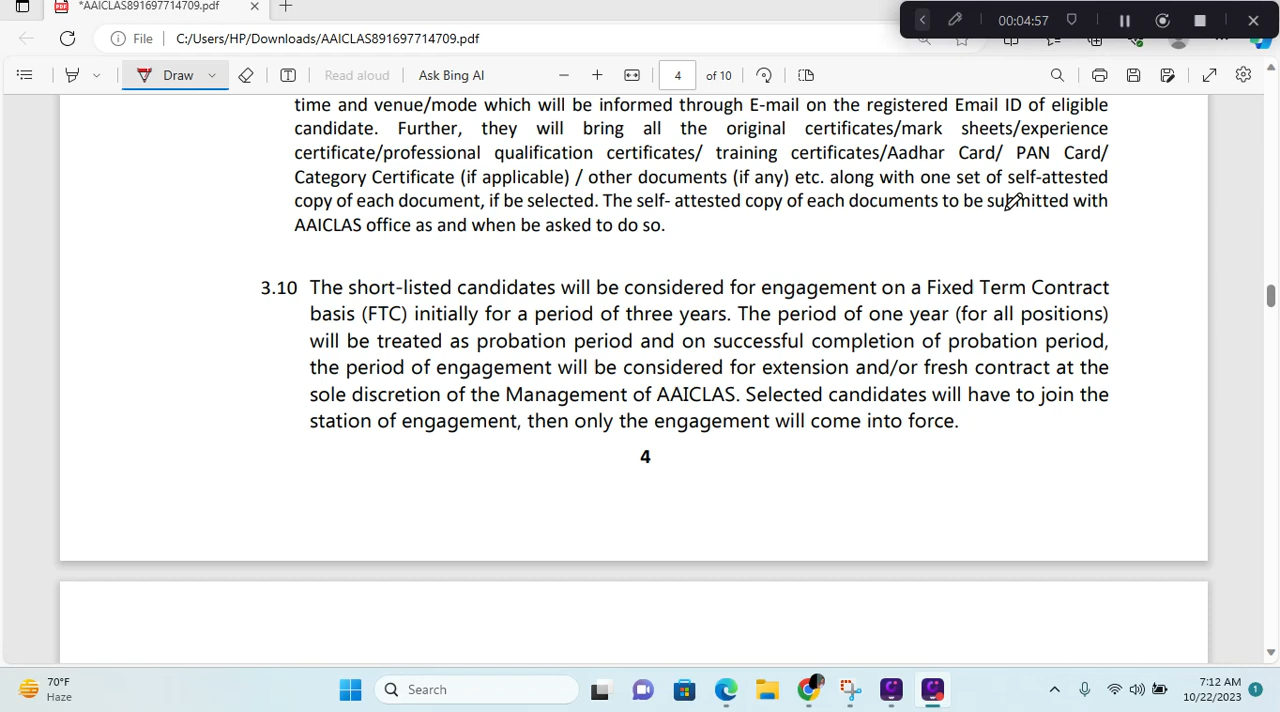 *AAICLAS891697714709.pdf
00:04:57
File C:/Users/HP/Downloads/AAICLAS891697714709.pdf
Draw Read aloud Ask Bing AI 4 of 10
time and venue/mode which will be informed through E-mail on the registered Email ID of eligible
candidate. Further, they will bring all the original certificates/mark sheets/experience
certificate/professional qualification certificates/ training certificates/Aadhar Card/ PAN Card/
Category Certificate (if applicable) / other documents (if any) etc. along with one set of self-attested
copy of each document, if be selected. The self- attested copy of each documents to be submitted with
AAICLAS office as and when be asked to do so.
3.10 The short-listed candidates will be considered for engagement on a Fixed Term Contract
basis (FTC) initially for a period of three years. The period of one year (for all positions)
will be treated as probation period and on successful completion of probation period,
the period of engagement will be considered for extension and/or fresh contract at the
sole discretion of the Management of AAICLAS. Selected candidates will have to join the
station of engagement, then only the engagement will come into force.
4
70°F
Haze
Search
7:12 AM
10/22/2023
1